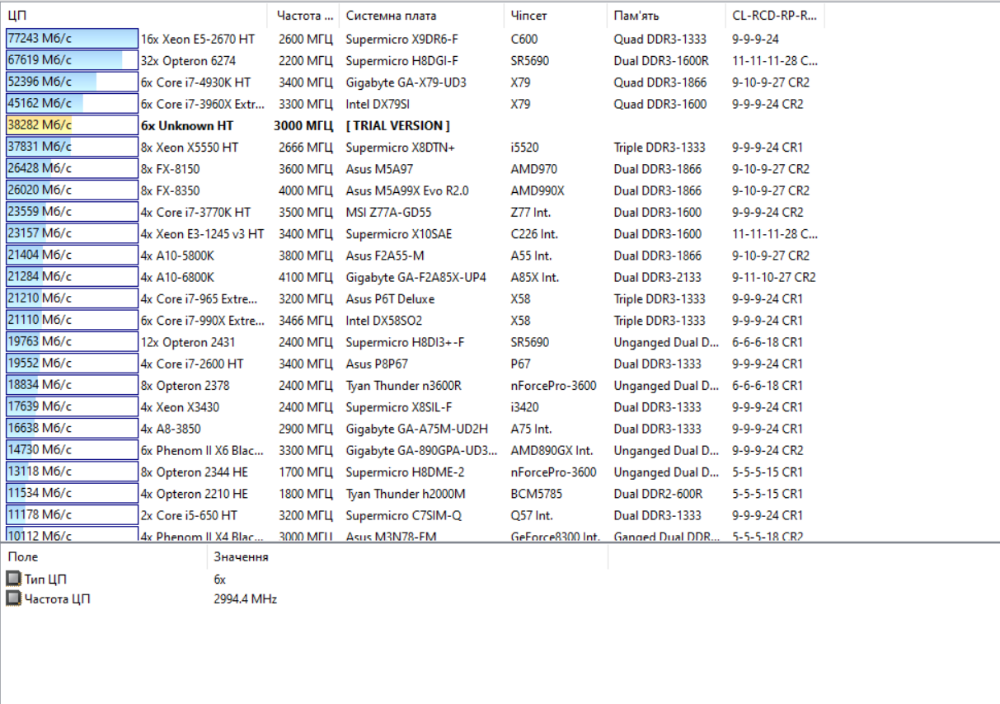 ЦП Частота ... Системна плата Чіпсет Пам'ять CL-RCD-RP-R...
77243 Мб/с 16x Xeon E5-2670 HT 2600 МГЦ Supermicro X9DR6-F C600 Quad DDR3-1333 9-9-9-24
67619 Мб/с 32x Opteron 6274 2200 МГЦ Supermicro H8DGI-F SR5690 Dual DDR3-1600R 11-11-11-28 C...
52396 Мб/с 6x Core i7-4930K HT 3400 МГЦ Gigabyte GA-X79-UD3 X79 Quad DDR3-1866 9-10-9-27 CR2
45162 Мб/с 6x Core i7-3960X Extr... 3300 МГЦ Intel DX79SI X79 Quad DDR3-1600 9-9-9-24 CR2
38282 Мб/с 6x Unknown HT 3000 МГЦ [ TRIAL VERSION ]
37831 Мб/с 8x Xeon X5550 HT 2666 МГЦ Supermicro X8DTN+ i5520 Triple DDR3-1333 9-9-9-24 CR1
26428 Мб/с 8x FX-8150 3600 МГЦ Asus M5A97 AMD970 Dual DDR3-1866 9-10-9-27 CR2
26020 Мб/с 8x FX-8350 4000 МГЦ Asus M5A99X Evo R2.0 AMD990X Dual DDR3-1866 9-10-9-27 CR2
23559 Мб/с 4x Core i7-3770K HT 3500 МГЦ MSI Z77A-GD55 Z77 Int. Dual DDR3-1600 9-9-9-24 CR2
23157 Мб/с 4x Xeon E3-1245 v3 HT 3400 МГЦ Supermicro X10SAE C226 Int. Dual DDR3-1600 11-11-11-28 C...
21404 Мб/с 4x A10-5800K 3800 МГЦ Asus F2A55-M A55 Int. Dual DDR3-1866 9-10-9-27 CR2
21284 Мб/с 4x A10-6800K 4100 МГЦ Gigabyte GA-F2A85X-UP4 A85X Int. Dual DDR3-2133 9-11-10-27 CR2
21210 Мб/с 4x Core i7-965 Extre... 3200 МГЦ Asus P6T Deluxe X58 Triple DDR3-1333 9-9-9-24 CR1
21110 Мб/с 6x Core i7-990X Extre... 3466 МГЦ Intel DX58SO2 X58 Triple DDR3-1333 9-9-9-24 CR1
19763 Мб/с 12x Opteron 2431 2400 МГЦ Supermicro H8DI3+-F SR5690 Unganged Dual D... 6-6-6-18 CR1
19552 Мб/с 4x Core i7-2600 HT 3400 МГЦ Asus P8P67 P67 Dual DDR3-1333 9-9-9-24 CR1
18834 Мб/с 8x Opteron 2378 2400 МГЦ Tyan Thunder n3600R nForcePro-3600 Unganged Dual D... 6-6-6-18 CR1
17639 Мб/с 4x Xeon X3430 2400 МГЦ Supermicro X8SIL-F i3420 Dual DDR3-1333 9-9-9-24 CR1
16638 Мб/с 4x A8-3850 2900 МГЦ Gigabyte GA-A75M-UD2H A75 Int. Dual DDR3-1333 9-9-9-24 CR1
14730 Мб/с 6x Phenom II X6 Blac... 3300 МГЦ Gigabyte GA-890GPA-UD3... AMD890GX Int. Unganged Dual D... 9-9-9-24 CR2
13118 Мб/с 8x Opteron 2344 HE 1700 МГЦ Supermicro H8DME-2 nForcePro-3600 Unganged Dual D... 5-5-5-15 CR1
11534 Мб/с 4x Opteron 2210 HE 1800 МГЦ Tyan Thunder h2000M BCM5785 Dual DDR2-600R 5-5-5-15 CR1
11178 Мб/с 2x Core i5-650 HT 3200 МГЦ Supermicro C7SIM-Q Q57 Int. Dual DDR3-1333 9-9-9-24 CR1
10112 Мб/с 4x Phenom II X4 Blac... 3000 МГЦ Asus M3N78-EM GeForce8300 Int. Ganged Dual DDR... 5-5-5-18 CR2
Поле Значення
Тип ЦП 6x
Частота ЦП 2994.4 MHz